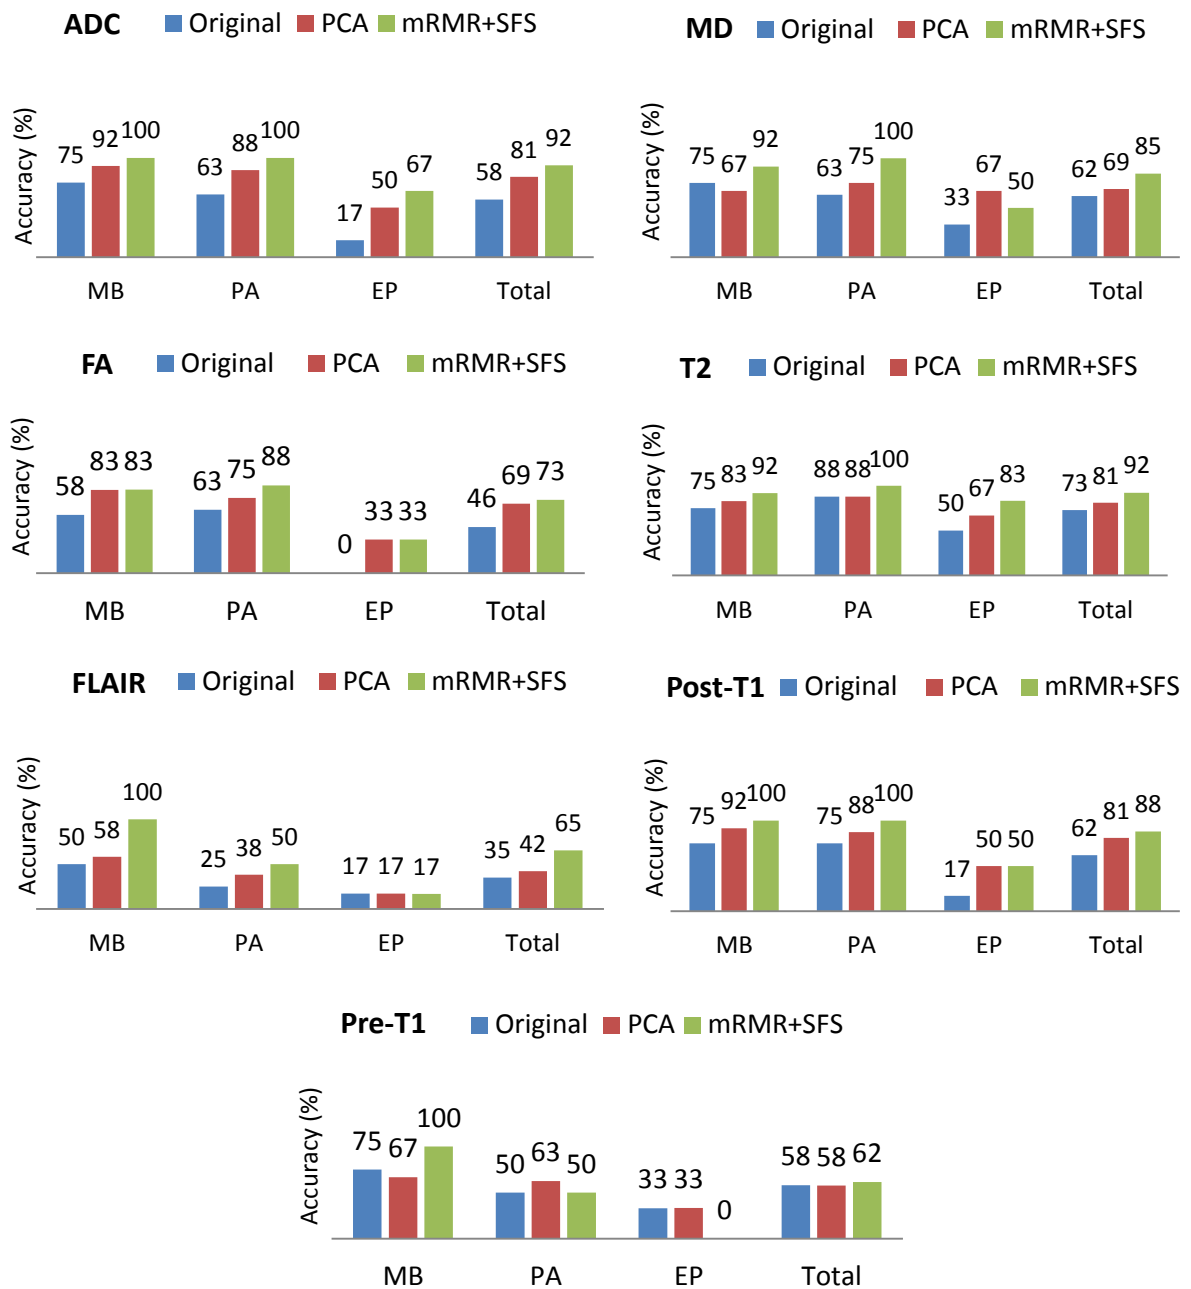 ADC Original PCA mRMR+SFS
Accuracy (%)
75 92 100 63 88 100 17 50 67 58 81 92
MB PA EP Total
MD Original PCA mRMR+SFS
Accuracy (%)
75 67 92 63 75 100 33 67 50 62 69 85
MB PA EP Total
FA Original PCA mRMR+SFS
Accuracy (%)
58 83 83 63 75 88 0 33 33 46 69 73
MB PA EP Total
T2 Original PCA mRMR+SFS
Accuracy (%)
75 83 92 88 88 100 50 67 83 73 81 92
MB PA EP Total
FLAIR Original PCA mRMR+SFS
Accuracy (%)
50 58 100 25 38 50 17 17 17 35 42 65
MB PA EP Total
Post-T1 Original PCA mRMR+SFS
Accuracy (%)
75 92 100 75 88 100 17 50 50 62 81 88
MB PA EP Total
Pre-T1 Original PCA mRMR+SFS
Accuracy (%)
75 67 100 50 63 50 33 33 0 58 58 62
MB PA EP Total